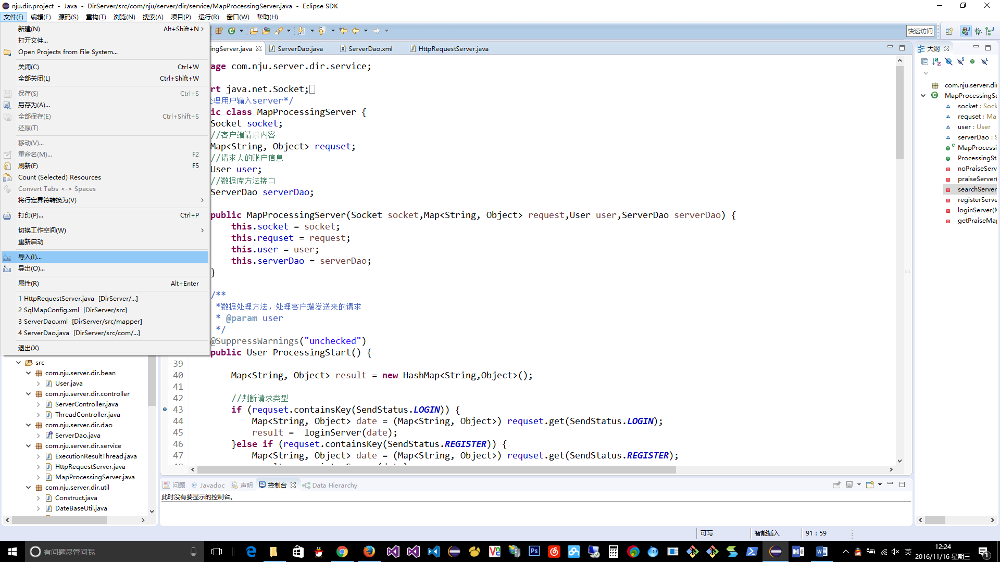 nju.dir.project - Java - DirServer/src/com/nju/server/dir/service/MapProcessingServer.java - Eclipse SDK
文件(F) 编辑(E) 源码(S) 重构(T) 浏览(N) 搜索(A) 项目(P) 运行(R) 窗口(W) 帮助(H)
新建(N) Alt+Shift+N
打开文件...
Open Projects from File System...
关闭(C) Ctrl+W
全部关闭(L) Ctrl+Shift+W
保存(S) Ctrl+S
另存为(A)...
全部保存(E) Ctrl+Shift+S
还原(T)
移动(V)...
重命名(M)... F2
刷新(F) F5
Count (Selected) Resources
Convert Tabs <-> Spaces
将行定界符转换为(V)
打印(P)... Ctrl+P
切换工作空间(W)
重新启动
导入(I)...
导出(O)...
属性(R) Alt+Enter
1 HttpRequestServer.java [DirServer/...]
2 SqlMapConfig.xml [DirServer/src]
3 ServerDao.xml [DirServer/src/mapper]
4 ServerDao.java [DirServer/src/com/...]
退出(X)
src
com.nju.server.dir.bean
User.java
com.nju.server.dir.controller
ServerController.java
ThreadController.java
com.nju.server.dir.dao
ServerDao.java
com.nju.server.dir.service
ExecutionResultThread.java
HttpRequestServer.java
MapProcessingServer.java
com.nju.server.dir.util
Construct.java
DateBaseUtil.java
快速访问
ngServer.java ServerDao.java ServerDao.xml HttpRequestServer.java
age com.nju.server.dir.service;
rt java.net.Socket;
处理用户输入server*/
ic class MapProcessingServer {
Socket socket;
//客户端请求内容
Map<String, Object> requset;
//请求人的账户信息
User user;
//数据库方法接口
ServerDao serverDao;
public MapProcessingServer(Socket socket,Map<String, Object> request,User user,ServerDao serverDao) {
this.socket = socket;
this.requset = request;
this.user = user;
this.serverDao = serverDao;
}
/**
*数据处理方法，处理客户端发送来的请求
* @param user
*/
@SuppressWarnings("unchecked")
public User ProcessingStart() {
39
40 Map<String, Object> result = new HashMap<String,Object>();
41
42 //判断请求类型
43 if (requset.containsKey(SendStatus.LOGIN)) {
44 Map<String, Object> date = (Map<String, Object>) requset.get(SendStatus.LOGIN);
45 result = loginServer(date);
46 }else if (requset.containsKey(SendStatus.REGISTER)) {
47 Map<String, Object> date = (Map<String, Object>) requset.get(SendStatus.REGISTER);
问题 @ Javadoc 声明 控制台 Data Hierarchy
此时没有要显示的控制台。
大纲
com.nju.server.di
MapProcessingSe
socket : Sock
requset : Ma
user : User
serverDao : S
MapProcessi
ProcessingSt
noPraiseServ
praiseServer(
searchServer
registerServe
loginServer(M
getPraiseMap
可写 智能插入 91 : 59
有问题尽管问我
英
12:24
2016/11/16 星期三
1